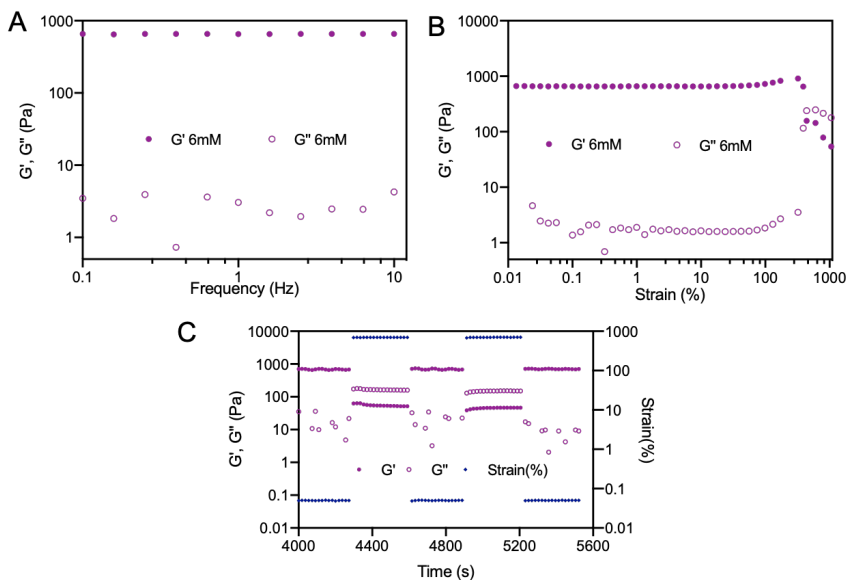 A
G', G" (Pa)
1000
100
10
1
G' 6mM
G" 6mM
0.1
1
10
Frequency (Hz)
B
G', G" (Pa)
10000
1000
100
10
1
G' 6mM
G" 6mM
0.01
0.1
1
10
100
1000
Strain (%)
C
G', G" (Pa)
10000
1000
100
10
1
0.1
0.01
G'
G"
Strain(%)
1000
100
10
1
0.1
0.01
Strain(%)
4000
4400
4800
5200
5600
Time (s)